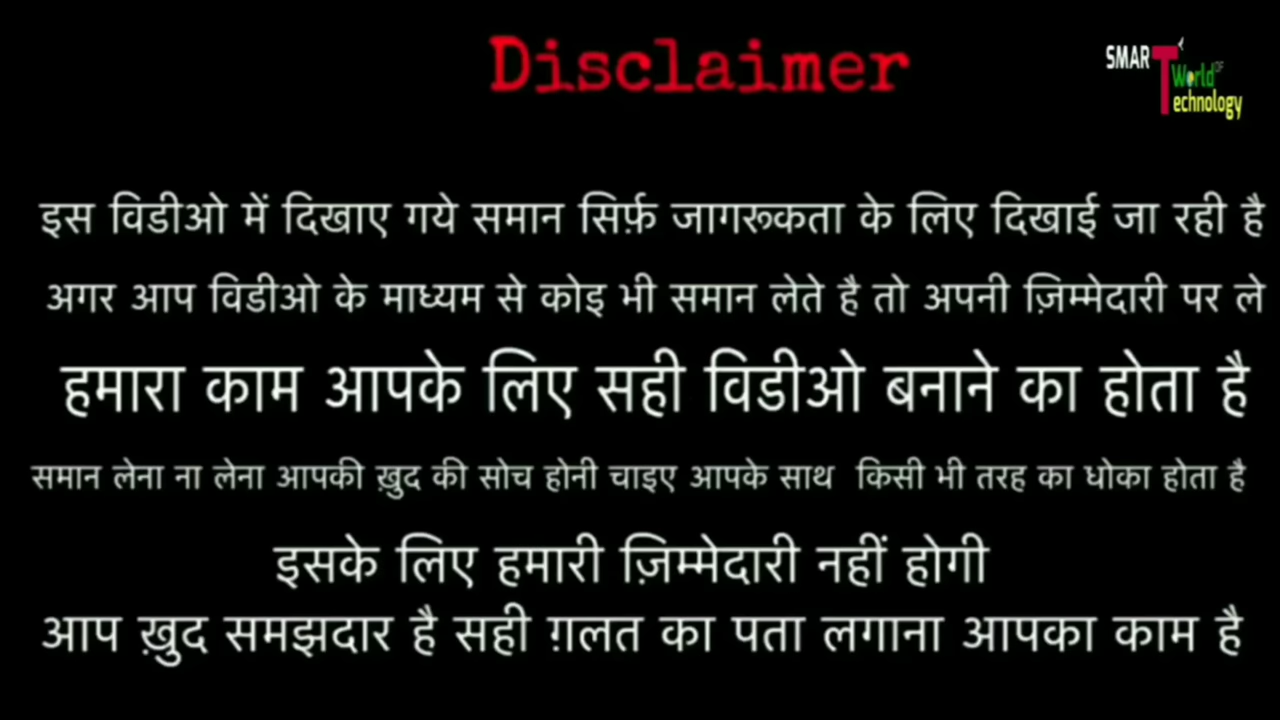 Disclaimer
SMART World OF Technology
इस विडीओ में दिखाए गये समान सिर्फ़ जागरूकता के लिए दिखाई जा रही है
अगर आप विडीओ के माध्यम से कोइ भी समान लेते है तो अपनी ज़िम्मेदारी पर ले
हमारा काम आपके लिए सही विडीओ बनाने का होता है
समान लेना ना लेना आपकी ख़ुद की सोच होनी चाइए आपके साथ किसी भी तरह का धोका होता है
इसके लिए हमारी ज़िम्मेदारी नहीं होगी
आप ख़ुद समझदार है सही ग़लत का पता लगाना आपका काम है